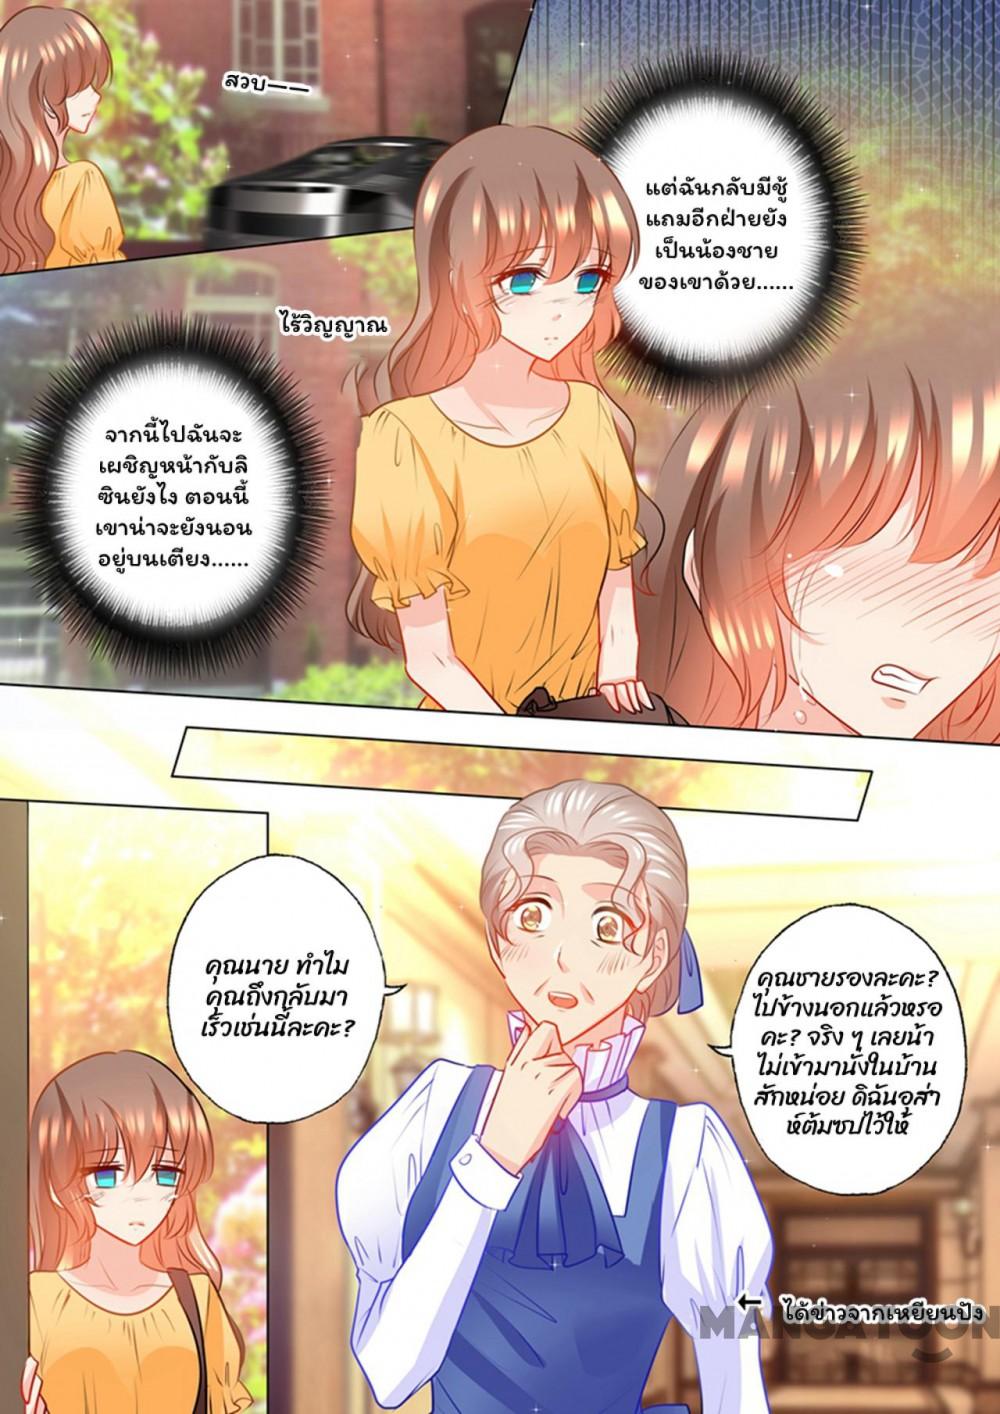 สวบ——
แต่ฉันกลับมีชู้
แถมอีกฝ่ายยัง
เป็นน้องชาย
ของเขาด้วย......
ไร้วิญญาณ
จากนี้ไปฉันจะ
เผชิญหน้ากับลิ
ซินยังไง ตอนนี้
เขาน่าจะยังนอน
อยู่บนเตียง......
คุณนาย ทำไม
คุณถึงกลับมา
เร็วเช่นนี้ละคะ?
คุณชายรองละคะ?
ไปข้างนอกแล้วหรอ
คะ? จริง ๆ เลยน้า
ไม่เข้ามานั่งในบ้าน
สักหน่อย ดิฉันอุส่า
ห์ต้มซปไว้ให้
← ได้ข่าวจากเหยียนปัง
MANGATOON